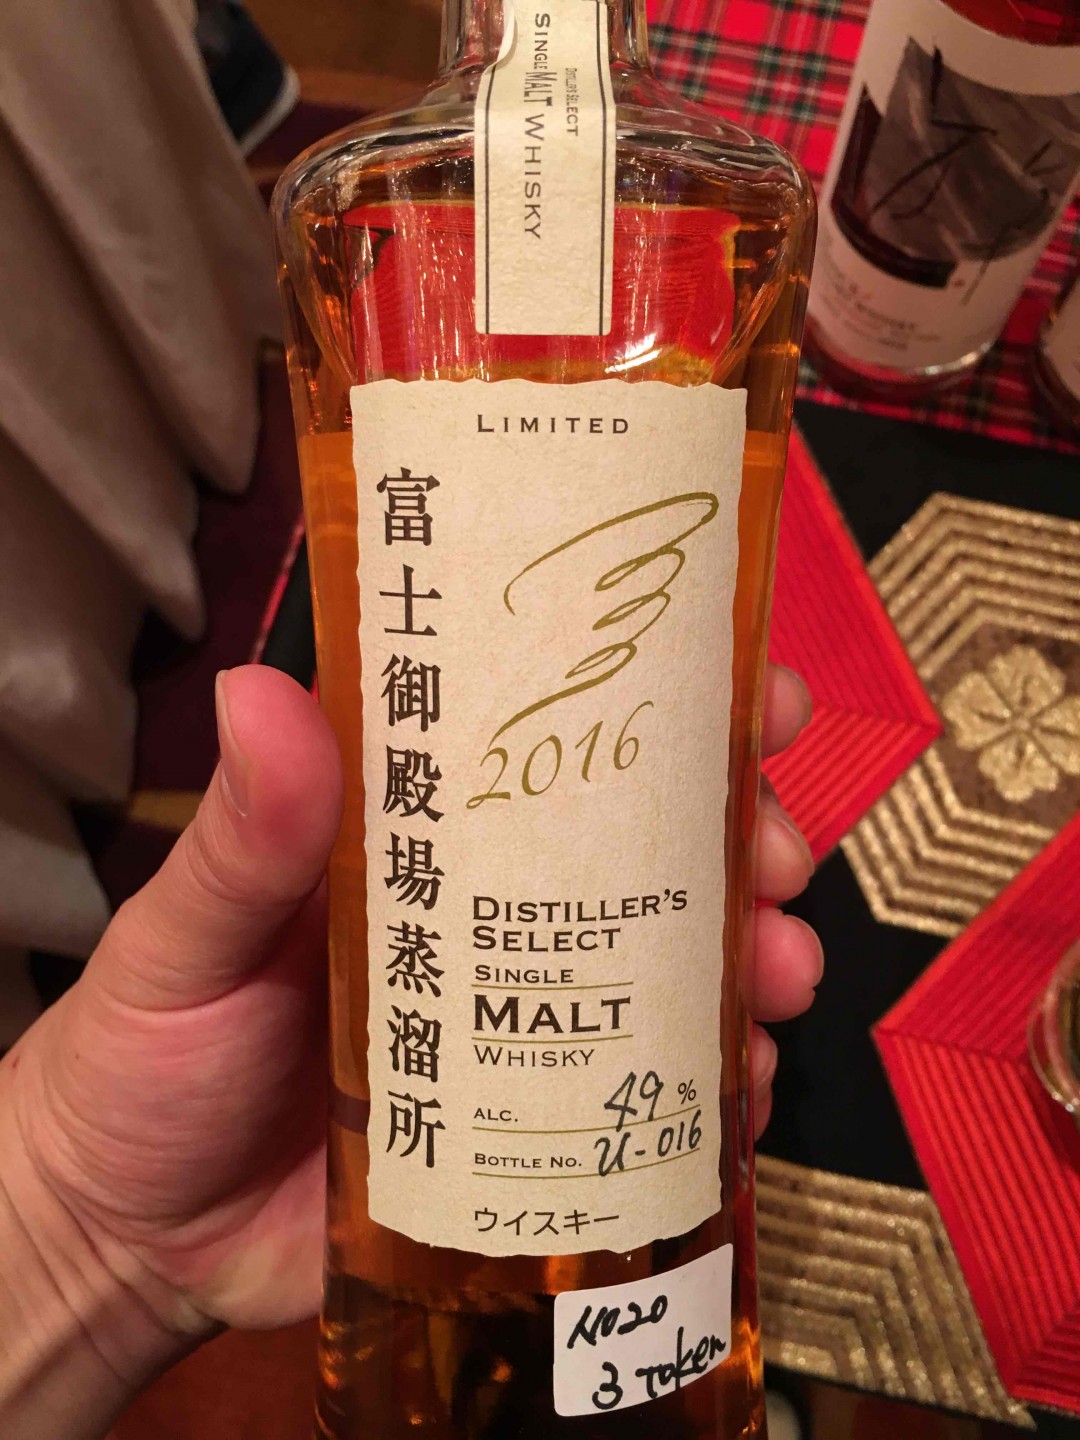 DISTILLER'S SELECT
SINGLE MALT WHISKY
LIMITED
富士御殿場蒸溜所
2016
DISTILLER'S
SELECT
SINGLE
MALT
WHISKY
ALC. 49 %
BOTTLE NO. U-016
ウイスキー
NO20
3 Token